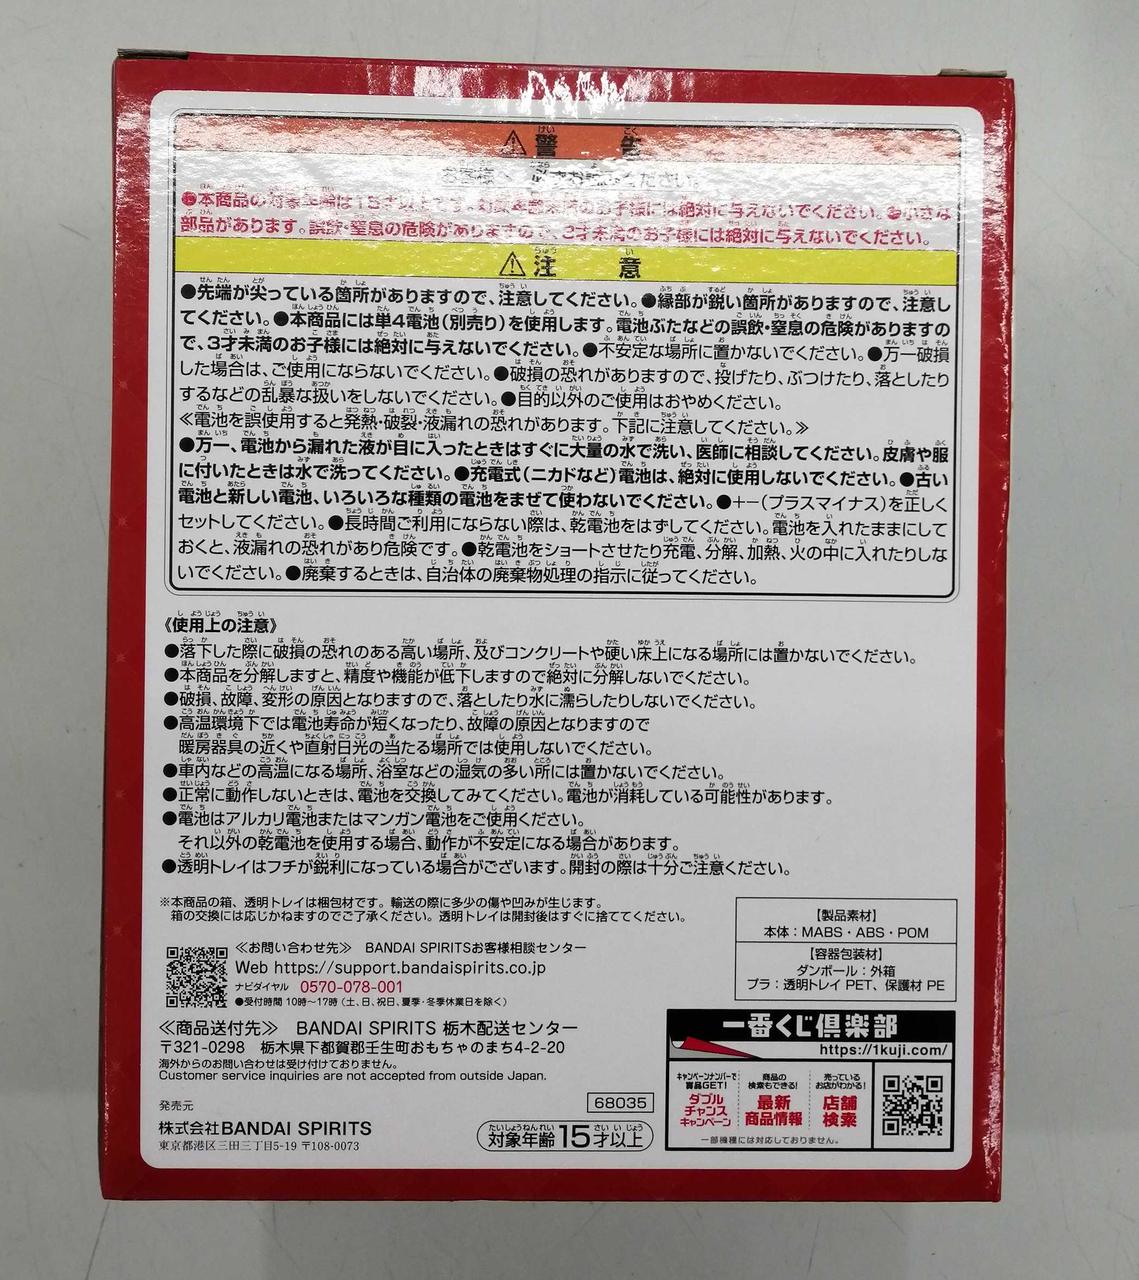 警告
ください。
●本商品の対象年齢は15才以上です。対象年齢未満のお子様には絶対に与えないでください。●小さな
部品があります。誤飲・窒息の危険がありますので、3才未満のお子様には絶対に与えないでください。
注意
●先端が尖っている箇所がありますので、注意してください。●縁部が鋭い箇所がありますので、注意し
てください。●本商品には単4電池(別売り)を使用します。電池ぶたなどの誤飲・窒息の危険がありますの
で、3才未満のお子様には絶対に与えないでください。●不安定な場所に置かないでください。●万一破損
した場合は、ご使用にならないでください。●破損の恐れがありますので、投げたり、ぶつけたり、落としたり
するなどの乱暴な扱いをしないでください。●目的以外のご使用はおやめください。
≪電池を誤使用すると発熱・破裂・液漏れの恐れがあります。下記に注意してください。≫
●万一、電池から漏れた液が目に入ったときはすぐに大量の水で洗い、医師に相談してください。皮膚や服
に付いたときは水で洗ってください。●充電式(ニカドなど)電池は、絶対に使用しないでください。●古い
電池と新しい電池、いろいろな種類の電池をまぜて使わないでください。●+-(プラスマイナス)を正しく
セットしてください。●長時間ご利用にならない際は、乾電池をはずしてください。電池を入れたままにして
おくと、液漏れの恐れがあり危険です。●乾電池をショートさせたり充電、分解、加熱、火の中に入れたりしな
いでください。●廃棄するときは、自治体の廃棄物処理の指示に従ってください。
《使用上の注意》
●落下した際に破損の恐れのある高い場所、及びコンクリートや硬い床上になる場所には置かないでください。
●本商品を分解しますと、精度や機能が低下しますので絶対に分解しないでください。
●破損、故障、変形の原因となりますので、落としたり水に濡らしたりしないでください。
●高温環境下では電池寿命が短くなったり、故障の原因となりますので
暖房器具の近くや直射日光の当たる場所では使用しないでください。
●車内などの高温になる場所、浴室などの湿気の多い所には置かないでください。
●正常に動作しないときは、電池を交換してみてください。電池が消耗している可能性があります。
●電池はアルカリ電池またはマンガン電池をご使用ください。
それ以外の乾電池を使用する場合、動作が不安定になる場合があります。
●透明トレイはフチが鋭利になっている場合がございます。開封の際は十分ご注意ください。
※本商品の箱、透明トレイは梱包材です。輸送の際に多少の傷や凹みが生じます。
箱の交換には応じかねますのでご了承ください。透明トレイは開封後はすぐに捨ててください。
【製品素材】
本体：MABS・ABS・POM
【容器包装材】
ダンボール：外箱
プラ：透明トレイ PET、保護材 PE
≪お問い合わせ先≫ BANDAI SPIRITSお客様相談センター
Web https://support.bandaispirits.co.jp
ナビダイヤル 0570-078-001
●受付時間 10時～17時(土、日、祝日、夏季・冬季休業日を除く)
≪商品送付先≫ BANDAI SPIRITS 栃木配送センター
〒321-0298 栃木県下都賀郡壬生町おもちゃのまち4-2-20
海外からのお問い合わせは受け付けておりません。
Customer service inquiries are not accepted from outside Japan.
発売元
株式会社BANDAI SPIRITS
東京都港区三田三丁目5-19 〒108-0073
68035
対象年齢15才以上
一番くじ倶楽部
https://1kuji.com/
キャンペーンナンバーで
賞品GET!
ダブル
チャンス
キャンペーン
商品の
検索もできる!
最新
商品情報
売っている
お店がわかる!
店舗
検索
一部機種には対応しておりません。